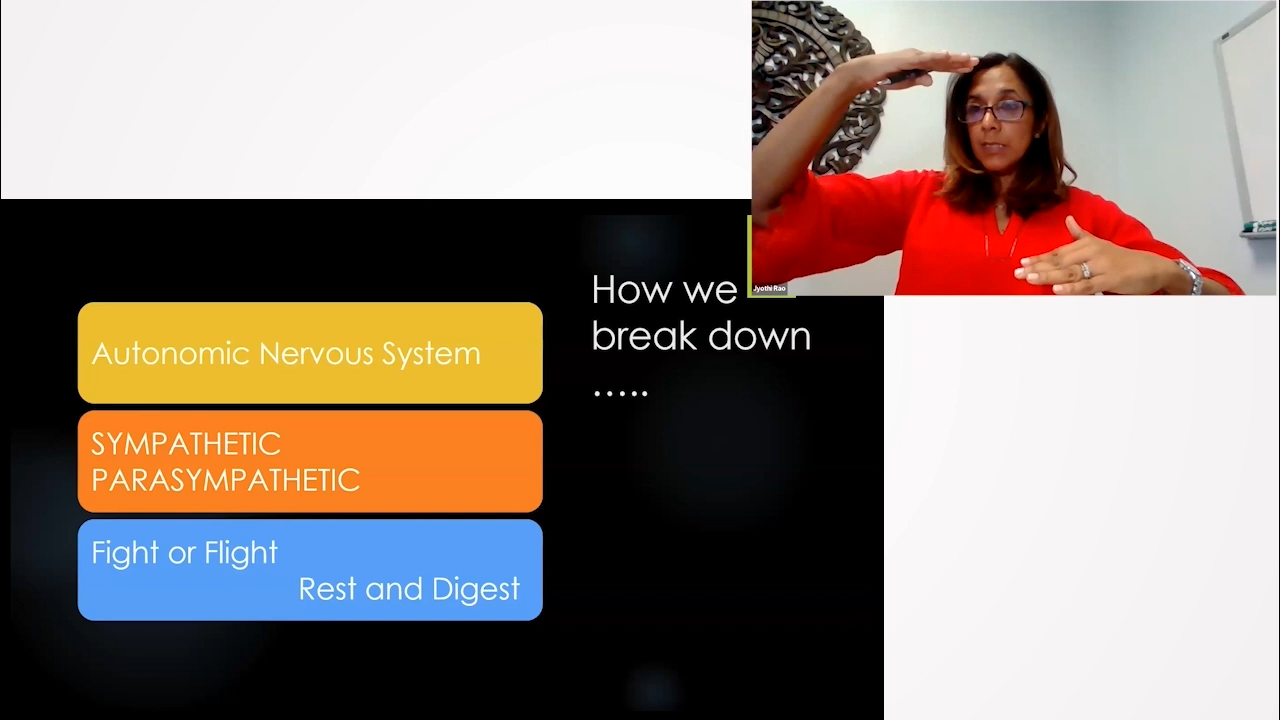 Jyothi Rao
How we
break down
.....
Autonomic Nervous System
SYMPATHETIC
PARASYMPATHETIC
Fight or Flight
Rest and Digest